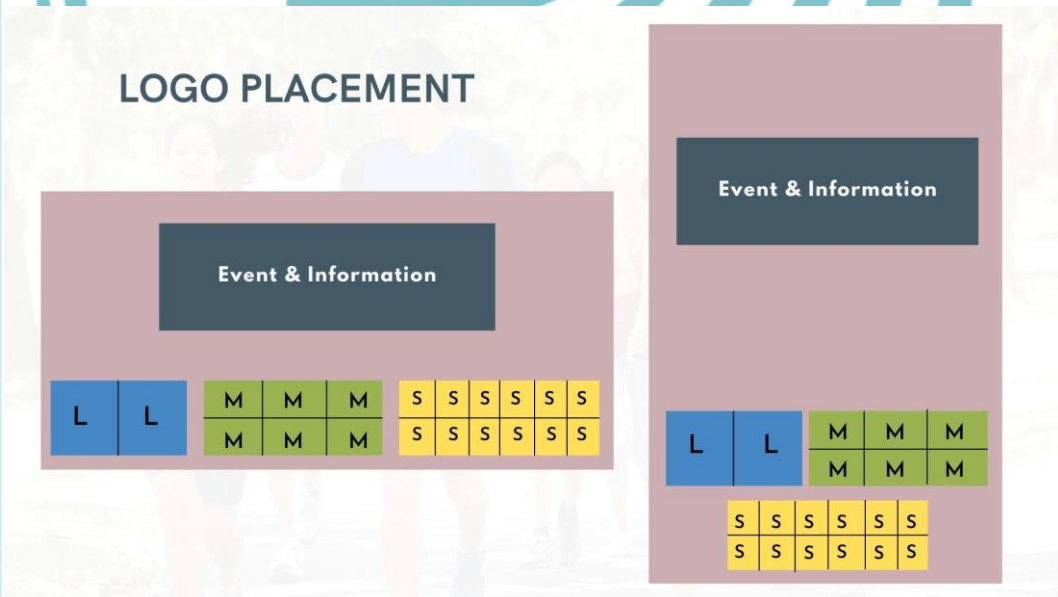 LOGO PLACEMENT
Event & Information
L L M M M S S S S S S
M M M S S S S S S
Event & Information
L L M M M
M M M
S S S S S S
S S S S S S